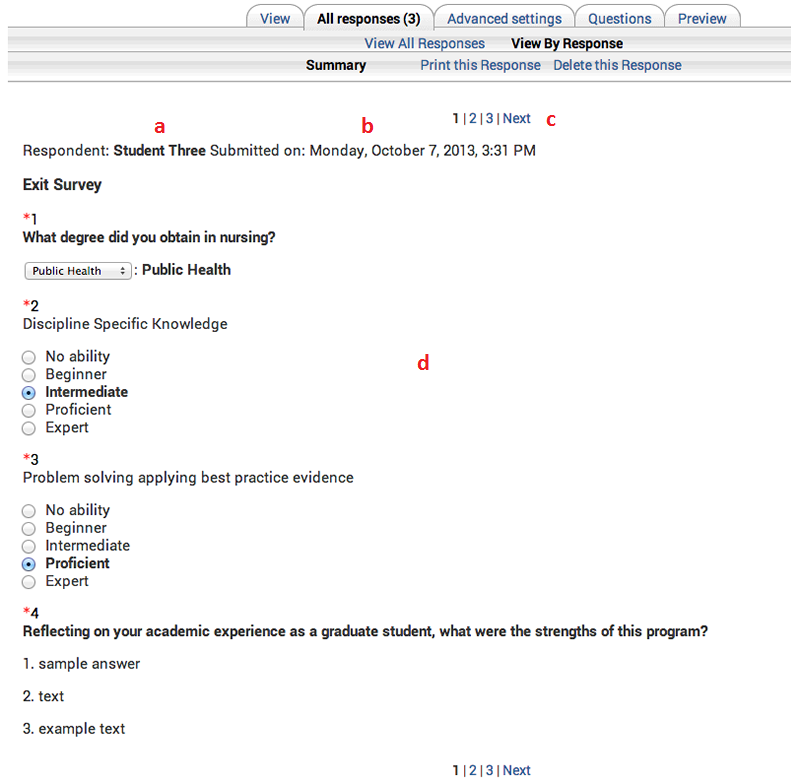 View All responses (3) Advanced settings Questions Preview
View All Responses View By Response
Summary Print this Response Delete this Response
1 | 2 | 3 | Next c
a b
Respondent: Student Three Submitted on: Monday, October 7, 2013, 3:31 PM
Exit Survey
*1
What degree did you obtain in nursing?
Public Health : Public Health
*2
Discipline Specific Knowledge
No ability
d
Beginner
Intermediate
Proficient
Expert
*3
Problem solving applying best practice evidence
No ability
Beginner
Intermediate
Proficient
Expert
*4
Reflecting on your academic experience as a graduate student, what were the strengths of this program?
1. sample answer
2. text
3. example text
1 | 2 | 3 | Next